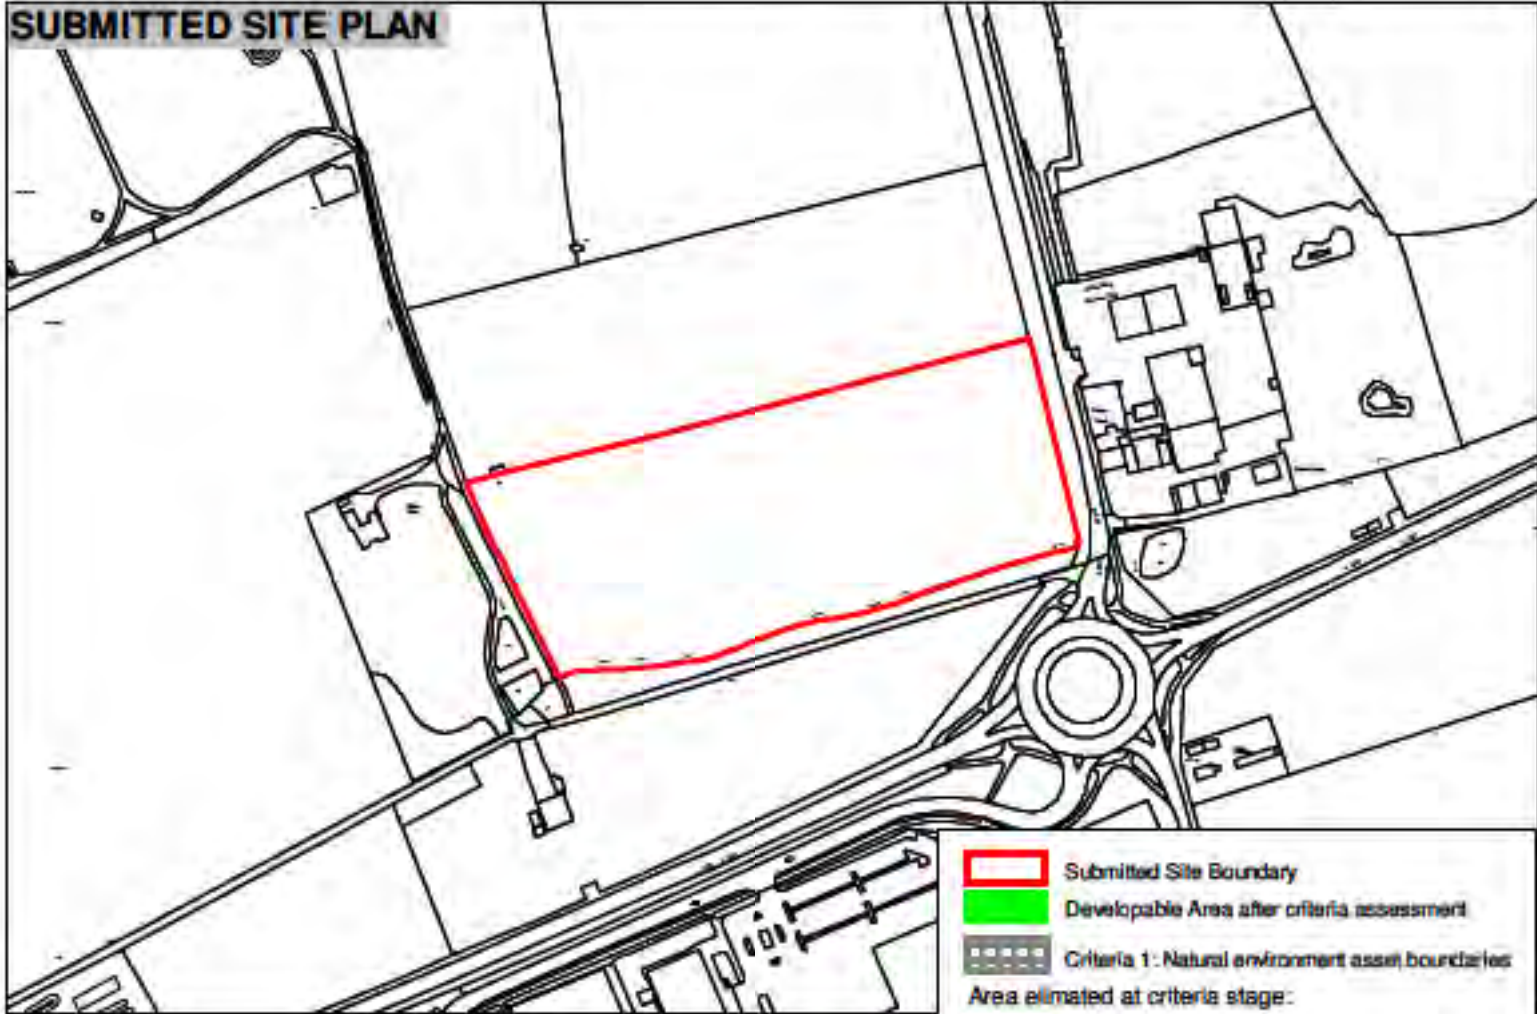 SUBMITTED SITE PLAN
Submitted Site Boundary
Developable Area after criteria assessment
Criteria 1: Natural environment asset boundaries
Area elimated at criteria stage: